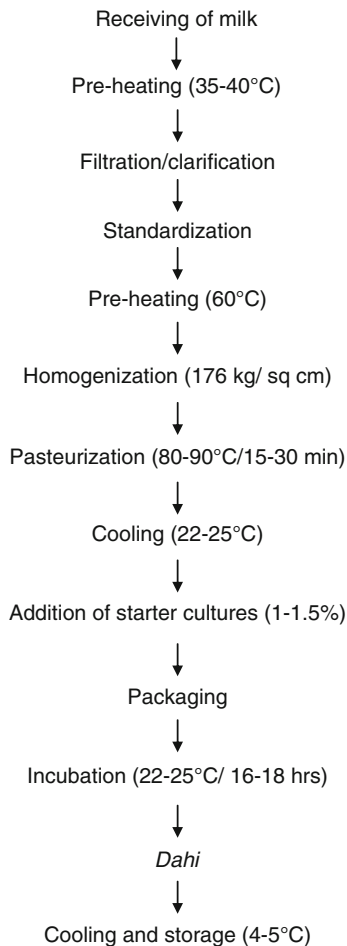 Receiving of milk
Pre-heating (35-40°C)
Filtration/clarification
Standardization
Pre-heating (60°C)
Homogenization (176 kg/ sq cm)
Pasteurization (80-90°C/15-30 min)
Cooling (22-25°C)
Addition of starter cultures (1-1.5%)
Packaging
Incubation (22-25°C/ 16-18 hrs)
Dahi
Cooling and storage (4-5°C)